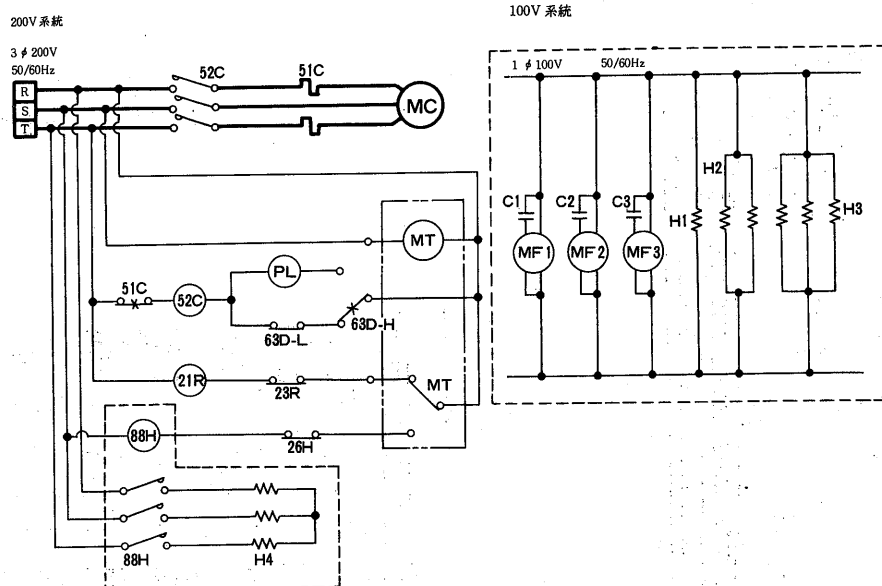 200V 系統
3 φ 200V
50/60Hz
R
S
T
52C
51C
MC
MT
PL
51C
52C
63D-L
63D-H
21R
23R
MT
88H
26H
88H
H4
100V 系統
1 φ 100V 50/60Hz
C1
C2
C3
MF1
MF2
MF3
H1
H2
H3